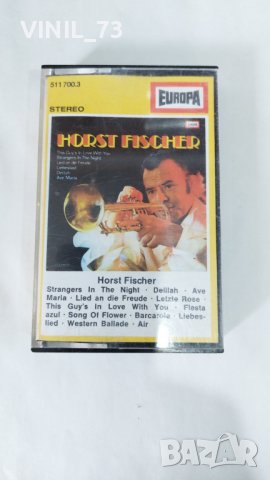 VINIL_73
511 700.3
EUROPA
STEREO
HORST FISCHER
This Guy's In Love With You
Strangers In The Night
Lied an die Freude
Liebeslied
Delilah
Ave Maria
Horst Fischer
Strangers In The Night · Delilah · Ave
Maria · Lied an die Freude · Letzte Rose ·
This Guy's In Love With You · Fiesta
azul · Song Of Flower · Barcarole · Liebes-
lied · Western Ballade · Air
BAZAR